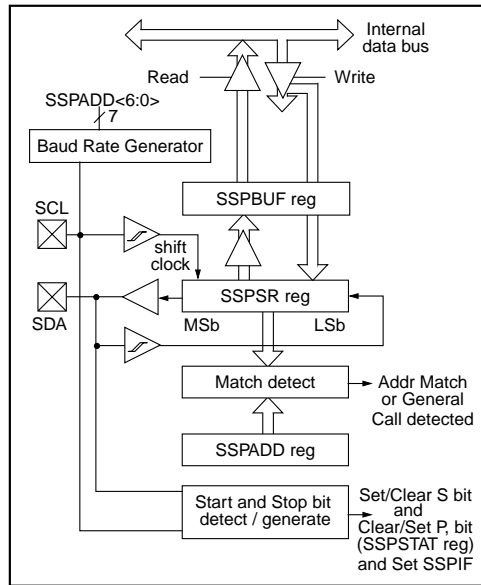 Internal
data bus
Read
Write
SSPADD<6:0>
7
Baud Rate Generator
SSPBUF reg
SCL
shift
clock
SSPSR reg
SDA
MSb
LSb
Match detect
Addr Match
or General
Call detected
SSPADD reg
Start and Stop bit
detect / generate
Set/Clear S bit
and
Clear/Set P, bit
(SSPSTAT reg)
and Set SSPIF